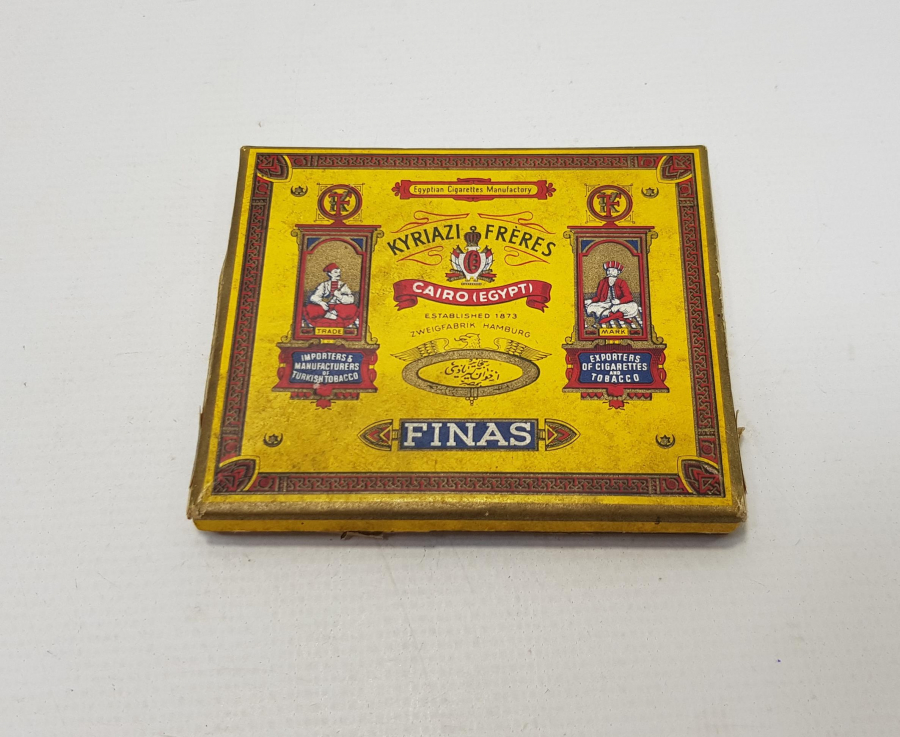 Egyptian Cigarettes Manufactory
KYRIAZI FRÈRES
CAIRO (EGYPT)
ESTABLISHED 1873
ZWEIGFABRIK HAMBURG
TRADE
MARK
IMPORTERS &
MANUFACTURERS
OF
TURKISH TOBACCO
EXPORTERS
OF CIGARETTES
AND
TOBACCO
FINAS